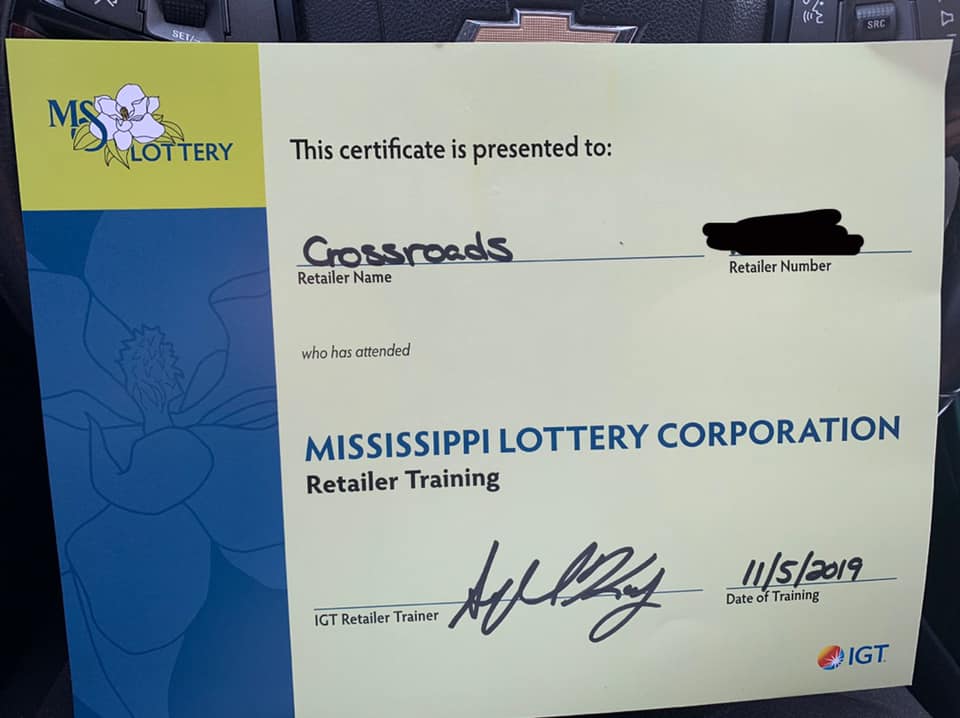 SET/
SRC
MS
LOTTERY
This certificate is presented to:
Crossroads
Retailer Name
Retailer Number
who has attended
MISSISSIPPI LOTTERY CORPORATION
Retailer Training
IGT Retailer Trainer
11/5/2019
Date of Training
IGT